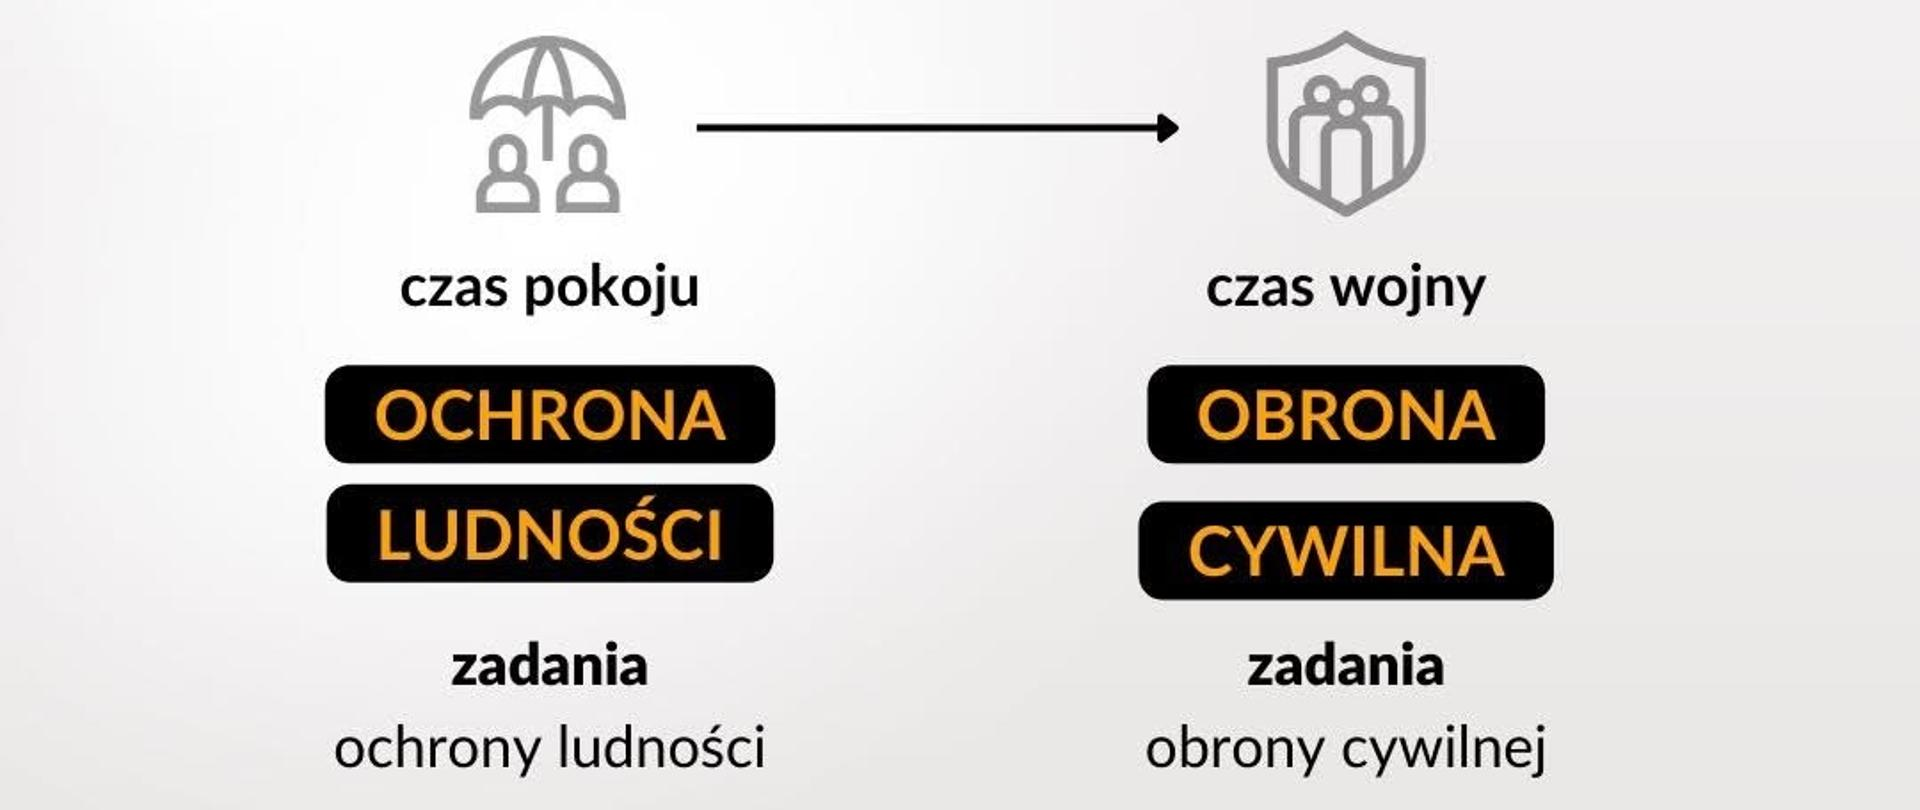 czas pokoju
OCHRONA
LUDNOŚCI
zadania
ochrony ludności
czas wojny
OBRONA
CYWILNA
zadania
obrony cywilnej